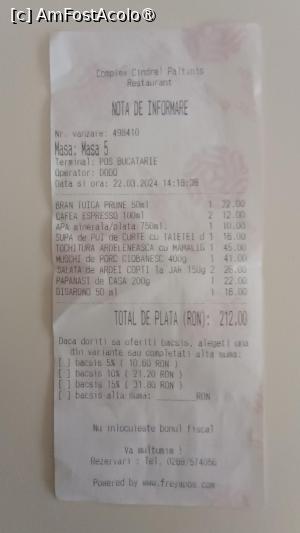 [c] AmFostAcolo®
Complex Cindrel Paltinis
Restaurant
NOTA DE INFORMARE
Nr. vanzare: 498410
Masa: Masa 5
Terminal: POS BUCATARIE
Operator: DODO
Data si ora: 22.03.2024 14:18:
BRAN TUICA PRUNE 50ml 1 22.00
CAFEA ESPRESSO 100ml 2 12.00
APA minerala/plata 750ml. 1 10.00
SUPA de PUI de CURTE cu TAIETEI d 1 16.00
TOCHITURA ARDELENEASCA cu MAMALIG 1 45.00
MUSCHI de PORC CIOBANESC 400g 1 41.00
SALATA de ARDEI COPTI la JAR 150g 2 26.00
PAPANASI de CASA 200g 1 22.00
DISARONO 50 ml 1 18.00
TOTAL DE PLATA (RON): 212.00
Daca doriti sa oferiti bacsis, alegeti una
din variante sau completati alta suma:
[ ] bacsis 5% ( 10.60 RON )
[ ] bacsis 10% ( 21.20 RON )
[ ] bacsis 15% ( 31.80 RON )
[ ] bacsis alta suma: ________RON
Nu inlocuieste bonul fiscal
Va multumim !
Rezervari : Tel. 0269/574056
Powered by www.freyapos.com